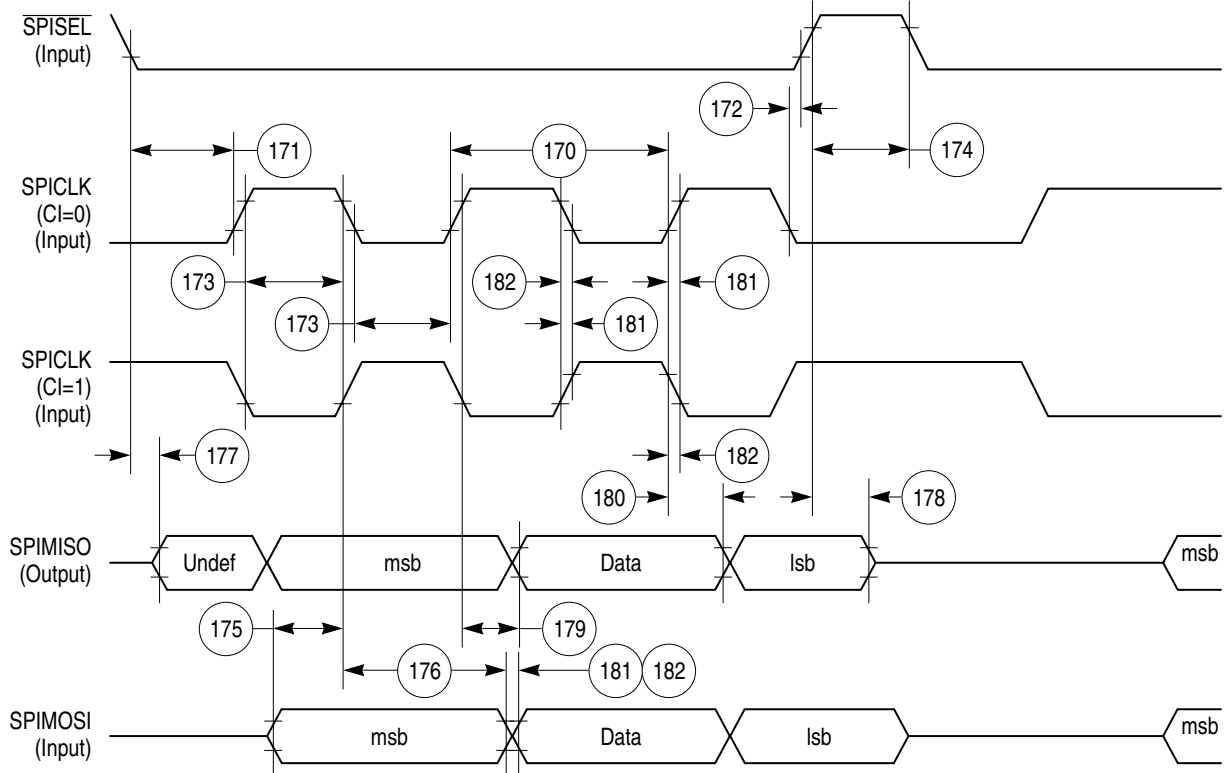 SPISEL
(Input)
172
171
170
174
SPICLK
(CI=0)
(Input)
173
182
181
173
181
SPICLK
(CI=1)
(Input)
177
182
180
178
SPIMISO
(Output)
Undef
msb
Data
lsb
msb
175
179
176
181
182
SPIMOSI
(Input)
msb
Data
lsb
msb